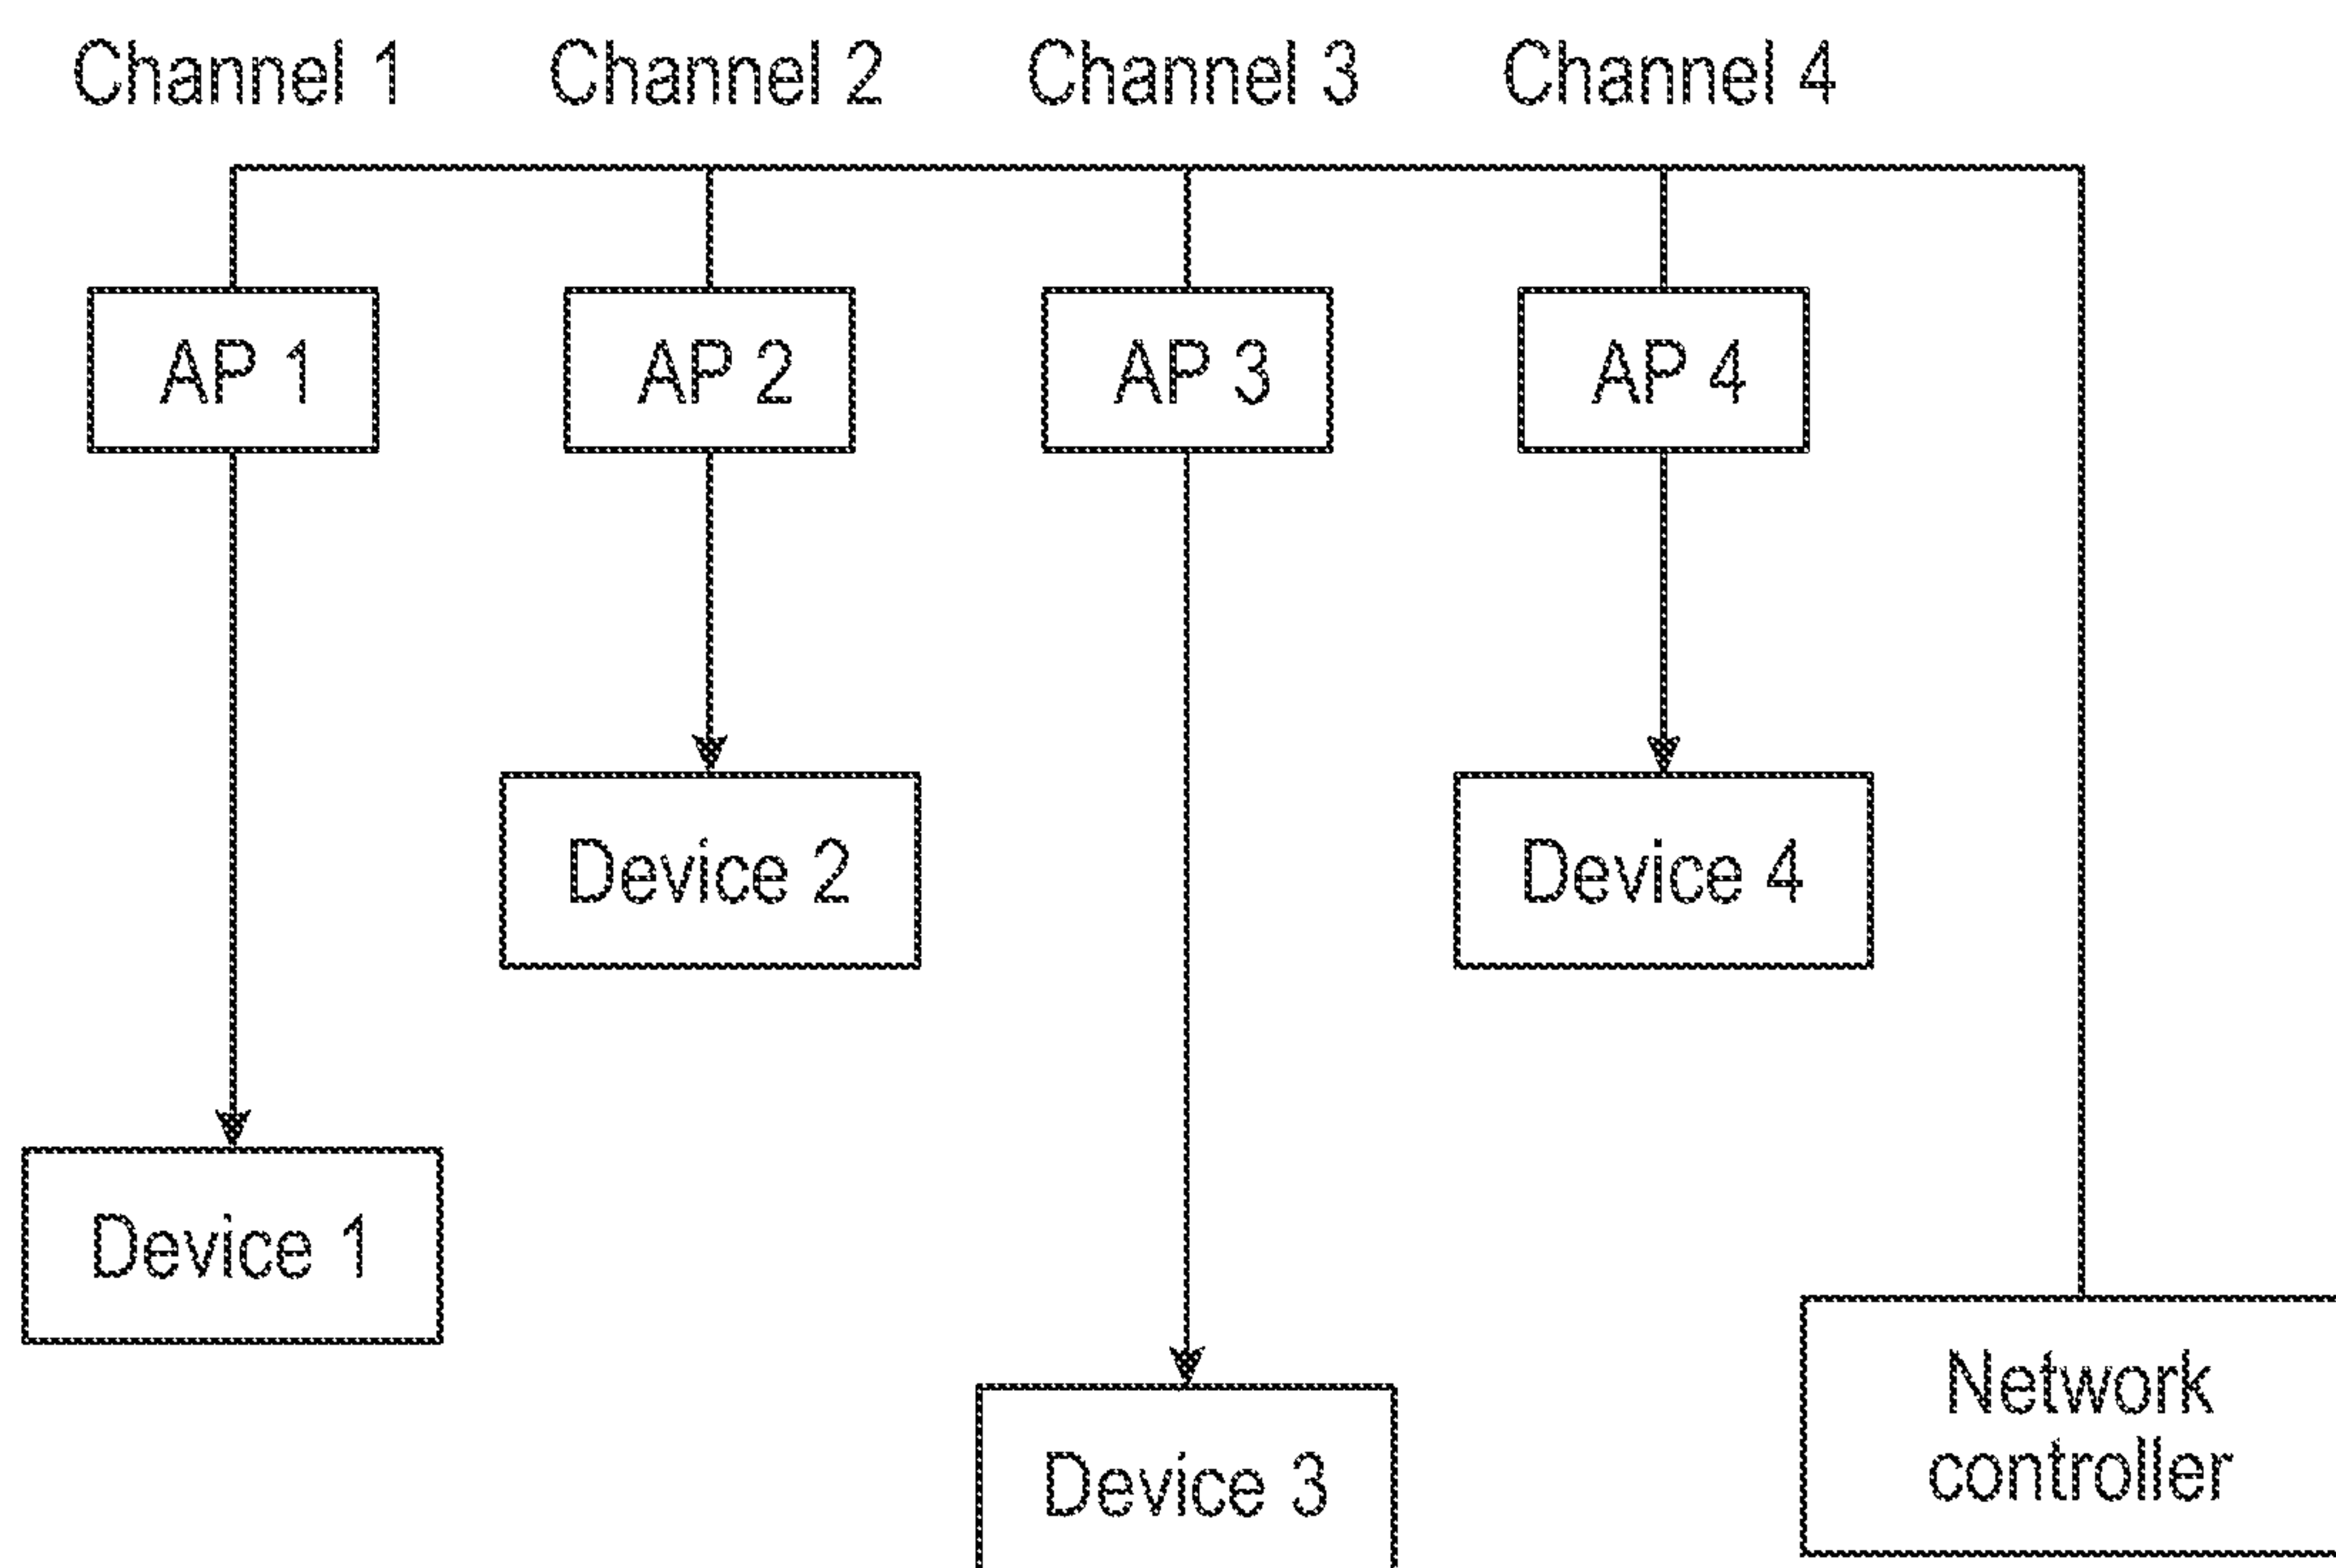 Channel 1
Channel 2
Channel 3
Channel 4
AP 1
AP 2
AP 3
AP 4
Device 2
Device 4
Device 1
Device 3
Network
controller